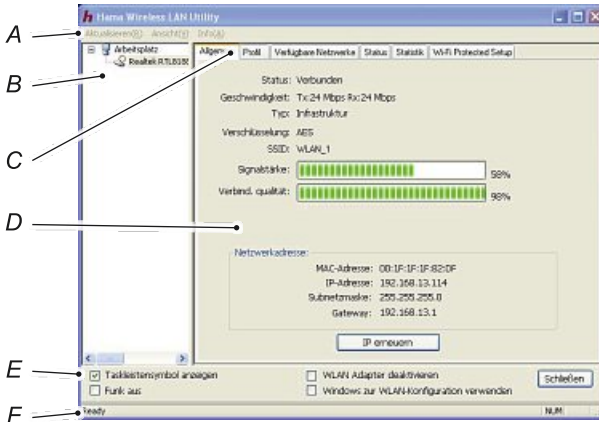 Hama Wireless LAN Utility
A
Aktualisieren(R) Ansicht(V) Info(A)
Arbeitsplatz
Realtek RTL8188
B
Allgem Profil Verfügbare Netzwerke Status Statistik Wi-Fi Protected Setup
Status: Verbunden
Geschwindigkeit: Tx:24 Mbps Rx:24 Mbps
Typ: Infrastruktur
Verschlüsselung: AES
SSID: WLAN_1
C
Signalstärke: 58%
Verbind. qualität: 98%
D
Netzwerkadresse:
MAC-Adresse: 00:1F:1F:1F:82:DF
IP-Adresse: 192.168.13.114
Subnetzmaske: 255.255.255.0
Gateway: 192.168.13.1
IP erneuern
E
Taskleistensymbol anzeigen
WLAN Adapter deaktivieren
Schließen
Funk aus
Windows zur WLAN-Konfiguration verwenden
F
Ready NUM